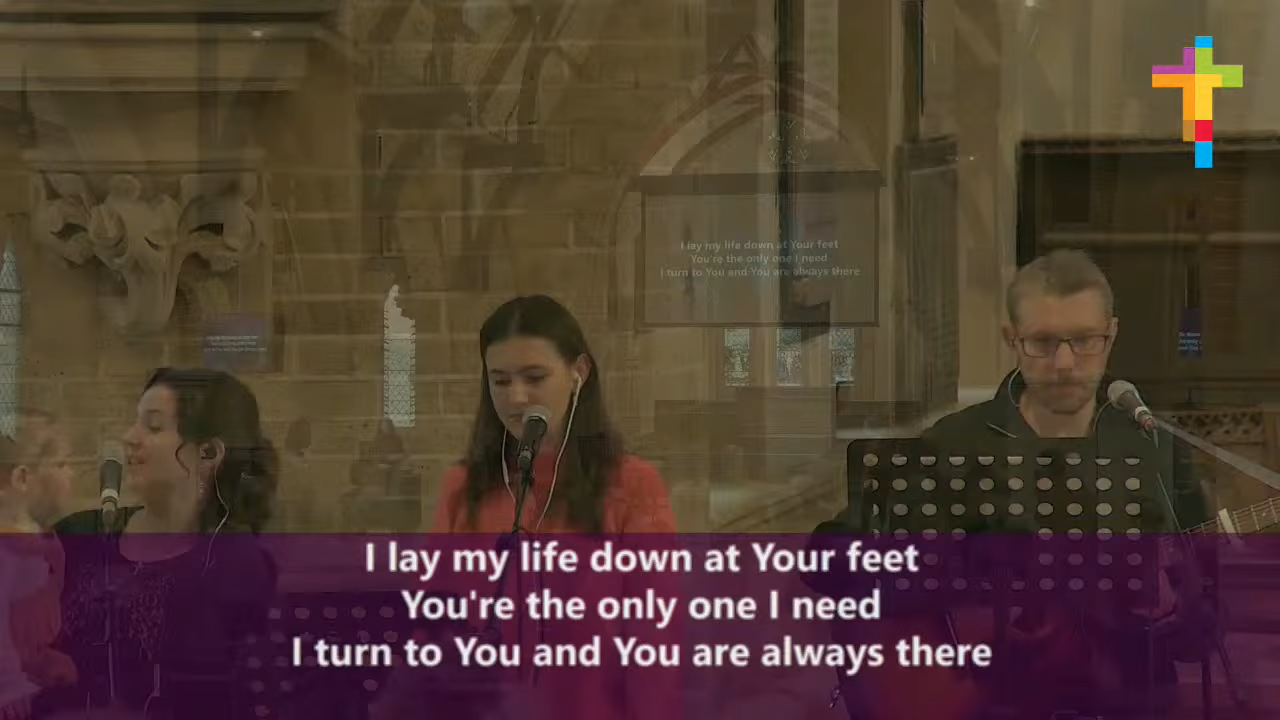 I lay my life down at Your feet
You're the only one I need
I turn to You and You are always there
I lay my life down at Your feet
You're the only one I need
I turn to You and You are always there